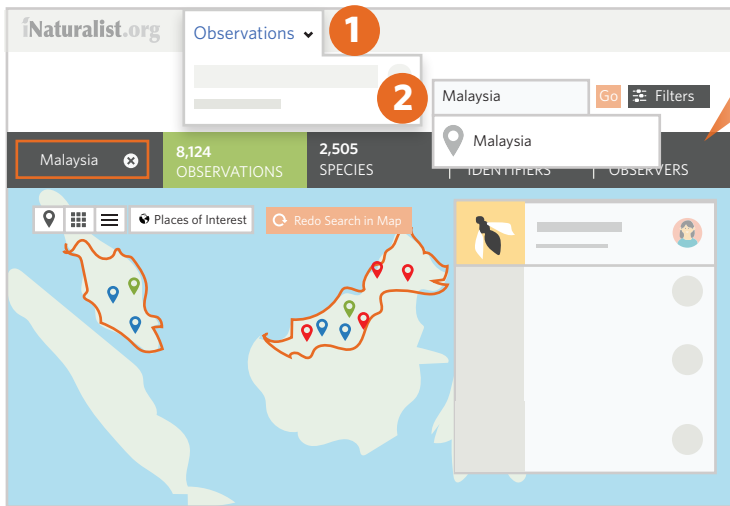 iNaturalist.org
Observations
1
2
Malaysia
Go
Filters
Malaysia
Malaysia
8,124
OBSERVATIONS
2,505
SPECIES
IDENTIFIERS
OBSERVERS
Places of Interest
Redo Search in Map